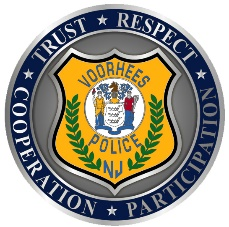 TRUST ★ RESPECT
COOPERATION ★ PARTICIPATION
VOORHEES
POLICE
NJ